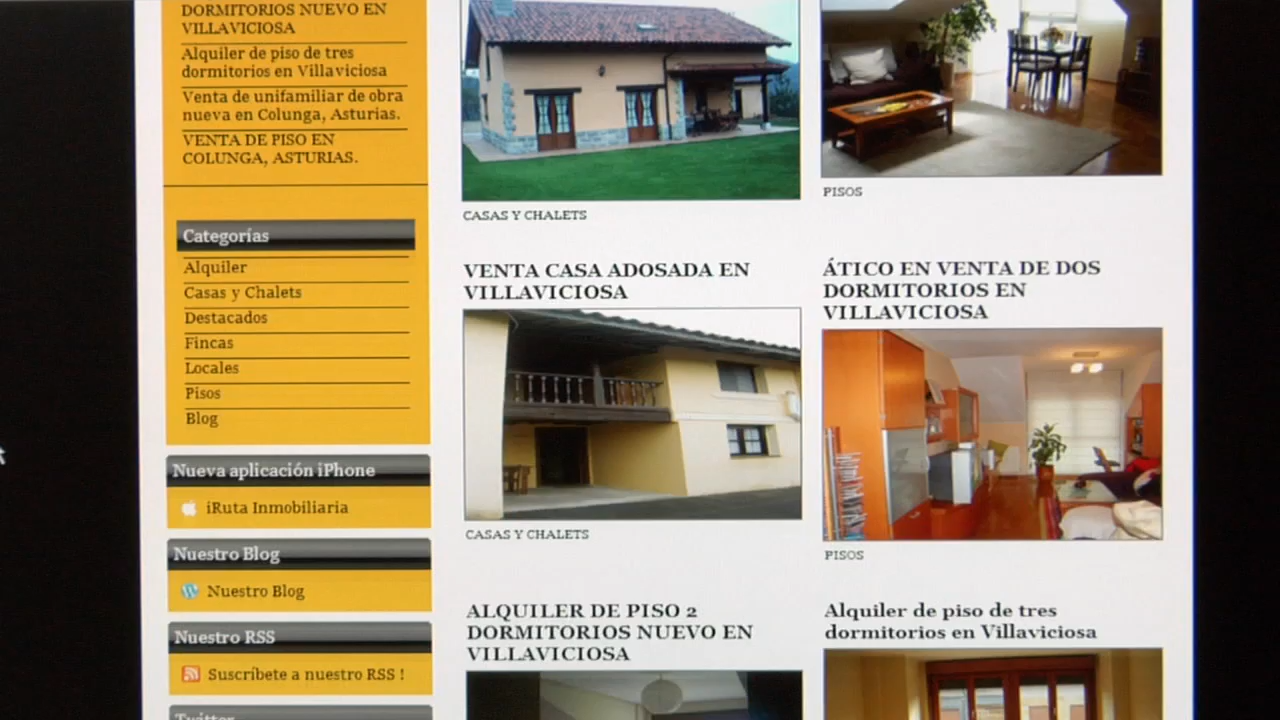 DORMITORIOS NUEVO EN
VILLAVICIOSA
Alquiler de piso de tres
dormitorios en Villaviciosa
Venta de unifamiliar de obra
nueva en Colunga, Asturias.
VENTA DE PISO EN
COLUNGA, ASTURIAS.
Categorías
Alquiler
Casas y Chalets
Destacados
Fincas
Locales
Pisos
Blog
Nueva aplicación iPhone
iRuta Inmobiliaria
Nuestro Blog
Nuestro Blog
Nuestro RSS
Suscríbete a nuestro RSS !
Twitter
CASAS Y CHALETS
PISOS
VENTA CASA ADOSADA EN
VILLAVICIOSA
ÁTICO EN VENTA DE DOS
DORMITORIOS EN
VILLAVICIOSA
CASAS Y CHALETS
PISOS
ALQUILER DE PISO 2
DORMITORIOS NUEVO EN
VILLAVICIOSA
Alquiler de piso de tres
dormitorios en Villaviciosa